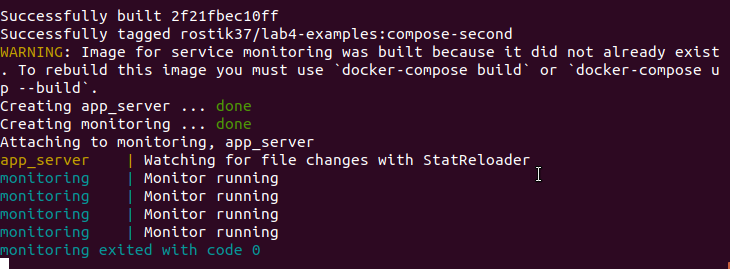 Successfully built 2f21fbec10ff
Successfully tagged rostik37/lab4-examples:compose-second
WARNING: Image for service monitoring was built because it did not already exist
. To rebuild this image you must use `docker-compose build` or `docker-compose u
p --build`.
Creating app_server ... done
Creating monitoring ... done
Attaching to monitoring, app_server
app_server    | Watching for file changes with StatReloader
monitoring    | Monitor running
monitoring    | Monitor running
monitoring    | Monitor running
monitoring    | Monitor running
monitoring exited with code 0